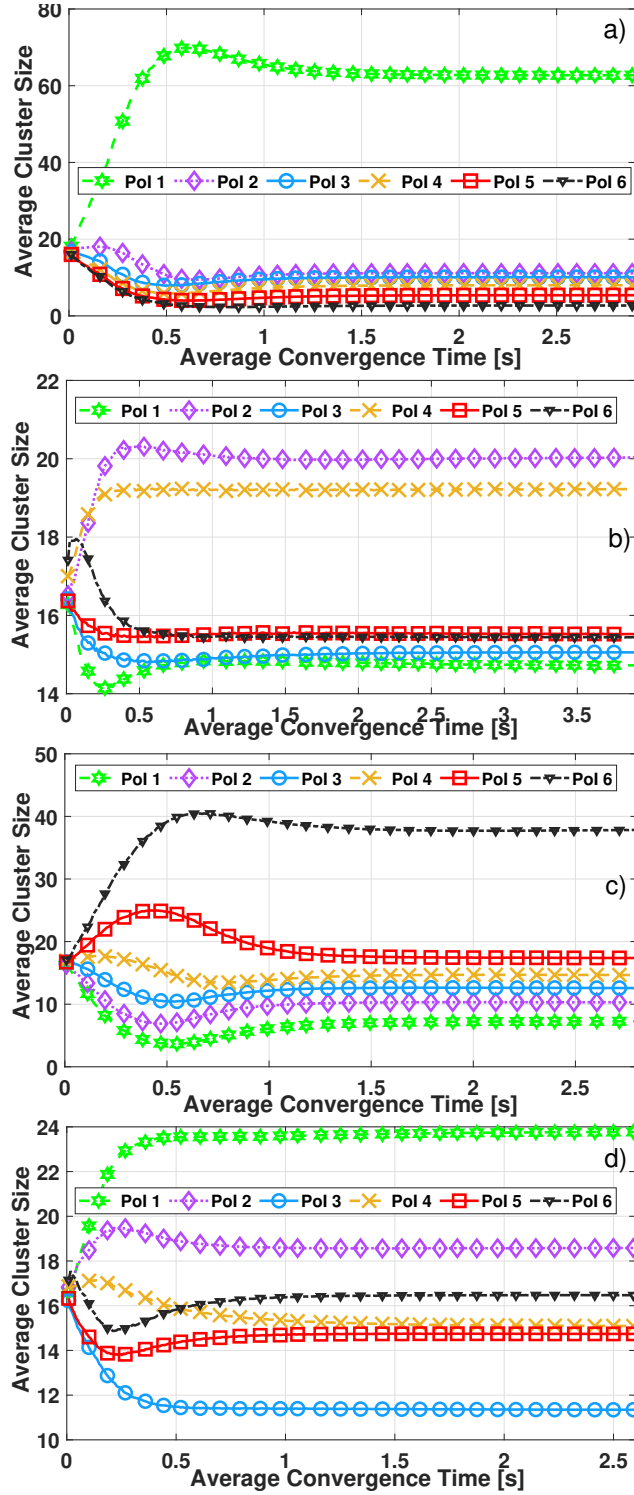 80
a)
60
40
Pol 1 Pol 2 Pol 3 Pol 4 Pol 5 Pol 6
20
0
0 0.5 1 1.5 2 2.5
Average Cluster Size
Average Convergence Time [s]
22
Pol 1 Pol 2 Pol 3 Pol 4 Pol 5 Pol 6
20
18
b)
16
14
0 0.5 1 1.5 2 2.5 3 3.5
Average Cluster Size
Average Convergence Time [s]
50
Pol 1 Pol 2 Pol 3 Pol 4 Pol 5 Pol 6
40
30
c)
20
10
0
0 0.5 1 1.5 2 2.5
Average Cluster Size
Average Convergence Time [s]
24
d)
22
Pol 1 Pol 2 Pol 3 Pol 4 Pol 5 Pol 6
20
18
16
14
12
10
0 0.5 1 1.5 2 2.5
Average Cluster Size
Average Convergence Time [s]